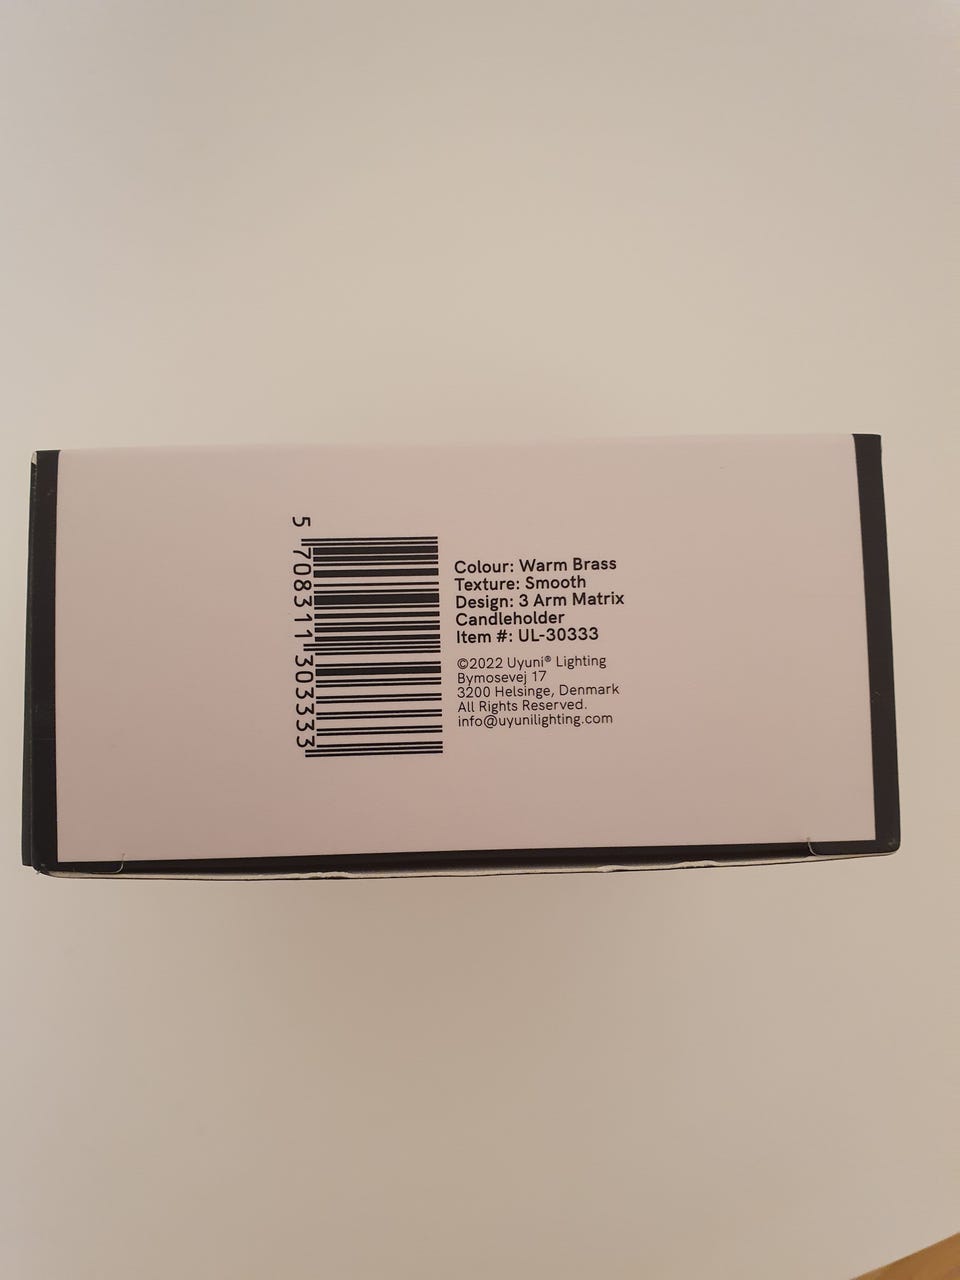 5 708311 303333
Colour: Warm Brass
Texture: Smooth
Design: 3 Arm Matrix
Candleholder
Item #: UL-30333
©2022 Uyuni® Lighting
Bymosevej 17
3200 Helsinge, Denmark
All Rights Reserved.
info@uyunilighting.com